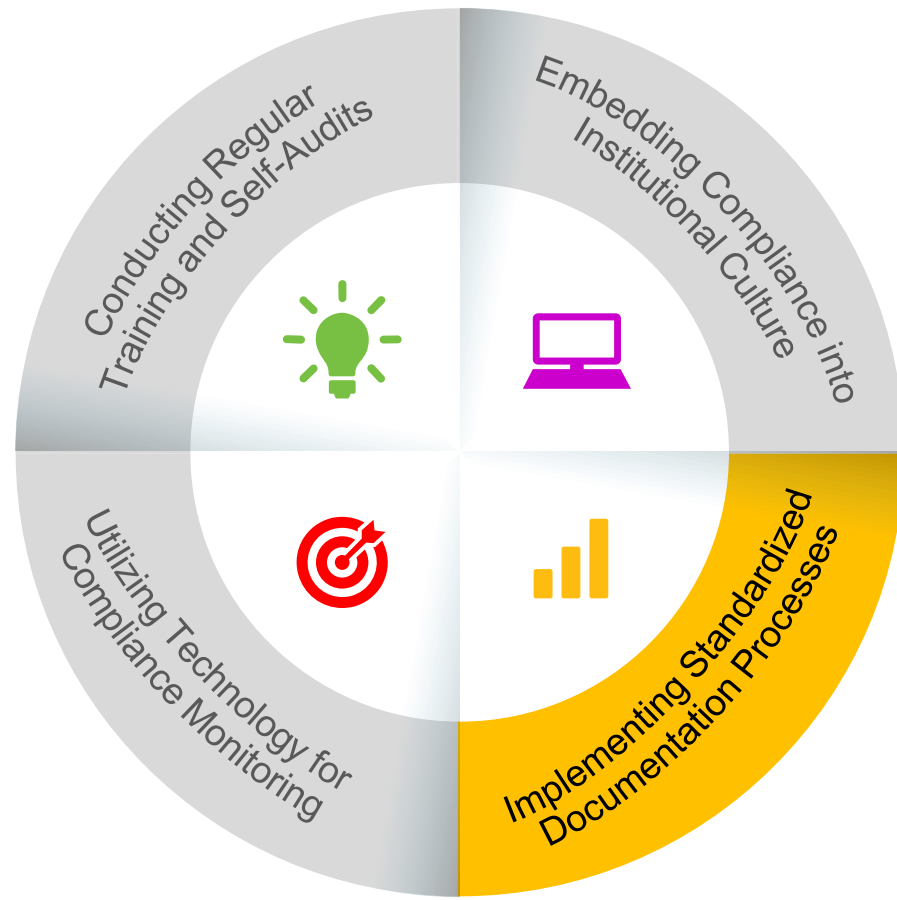 Conducting Regular
Training and Self-Audits
Embedding Compliance into
Institutional Culture
Utilizing Technology for
Compliance Monitoring
Implementing Standardized
Documentation Processes